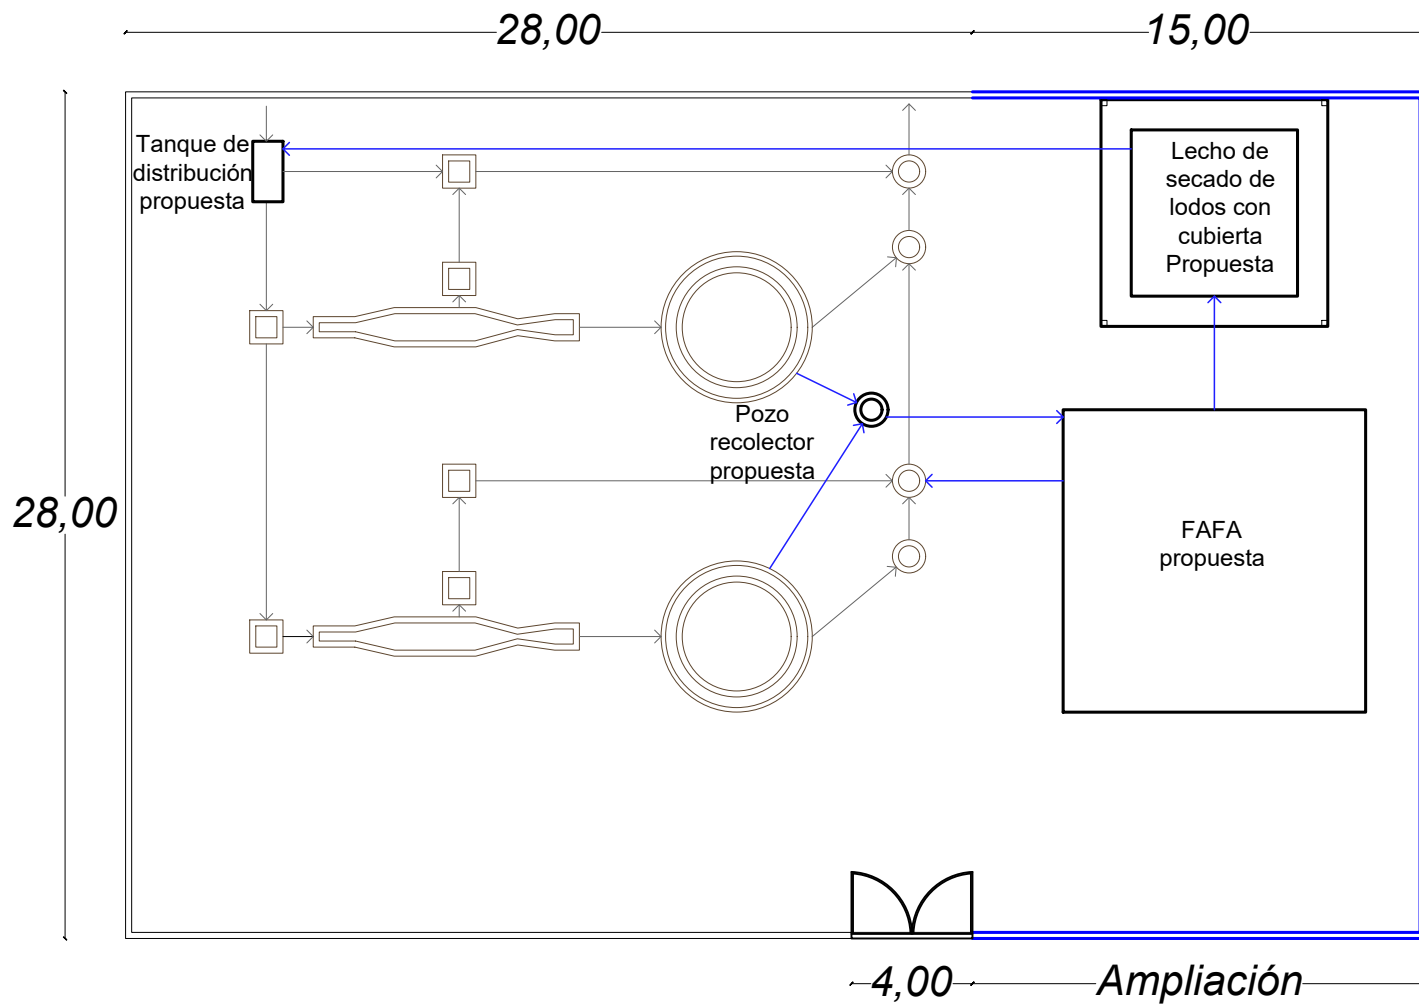 28,00
15,00
Tanque de
distribución
propuesta
Lecho de
secado de
lodos con
cubierta
Propuesta
Pozo
recolector
propuesta
28,00
FAFA
propuesta
4,00
Ampliación